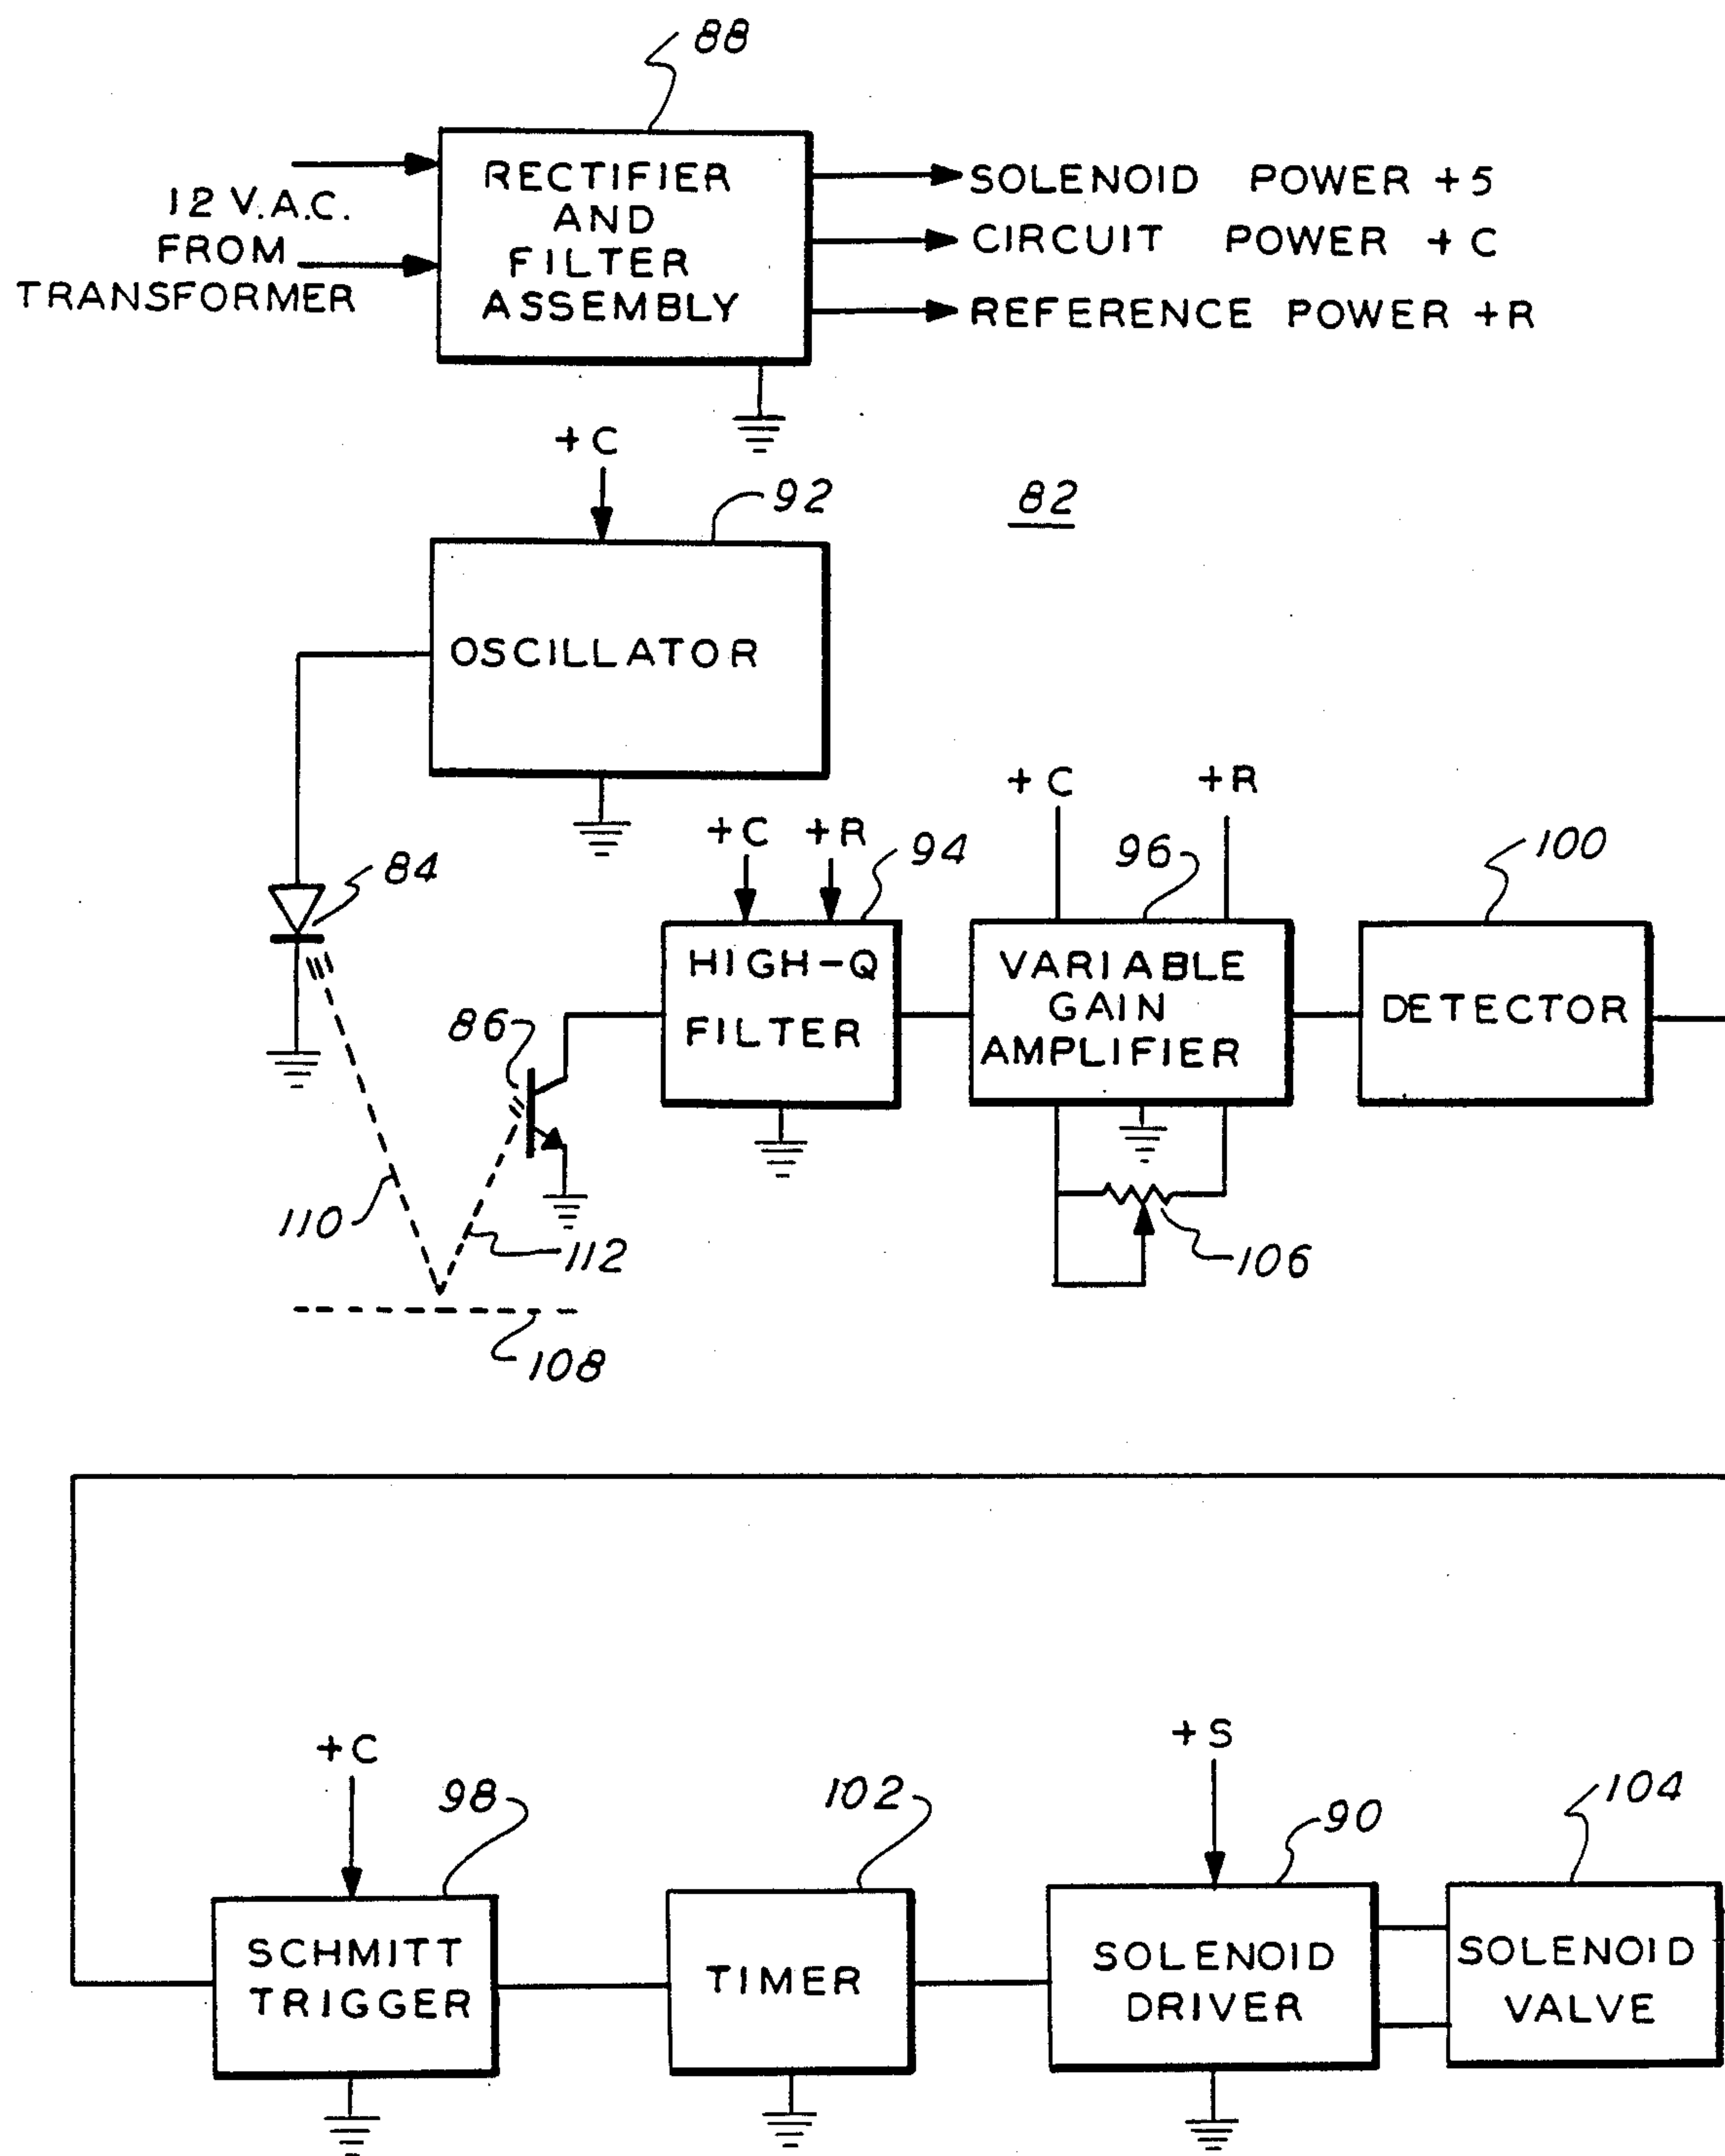 88
RECTIFIER
AND
FILTER
ASSEMBLY
12 V.A.C.
FROM
TRANSFORMER
SOLENOID POWER +5
CIRCUIT POWER +C
REFERENCE POWER +R
+C
92
82
OSCILLATOR
84
+C
+R
94
+C
+R
96
100
HIGH-Q
FILTER
VARIABLE
GAIN
AMPLIFIER
DETECTOR
86
110
112
106
108
+C
98
102
+S
90
104
SCHMITT
TRIGGER
TIMER
SOLENOID
DRIVER
SOLENOID
VALVE